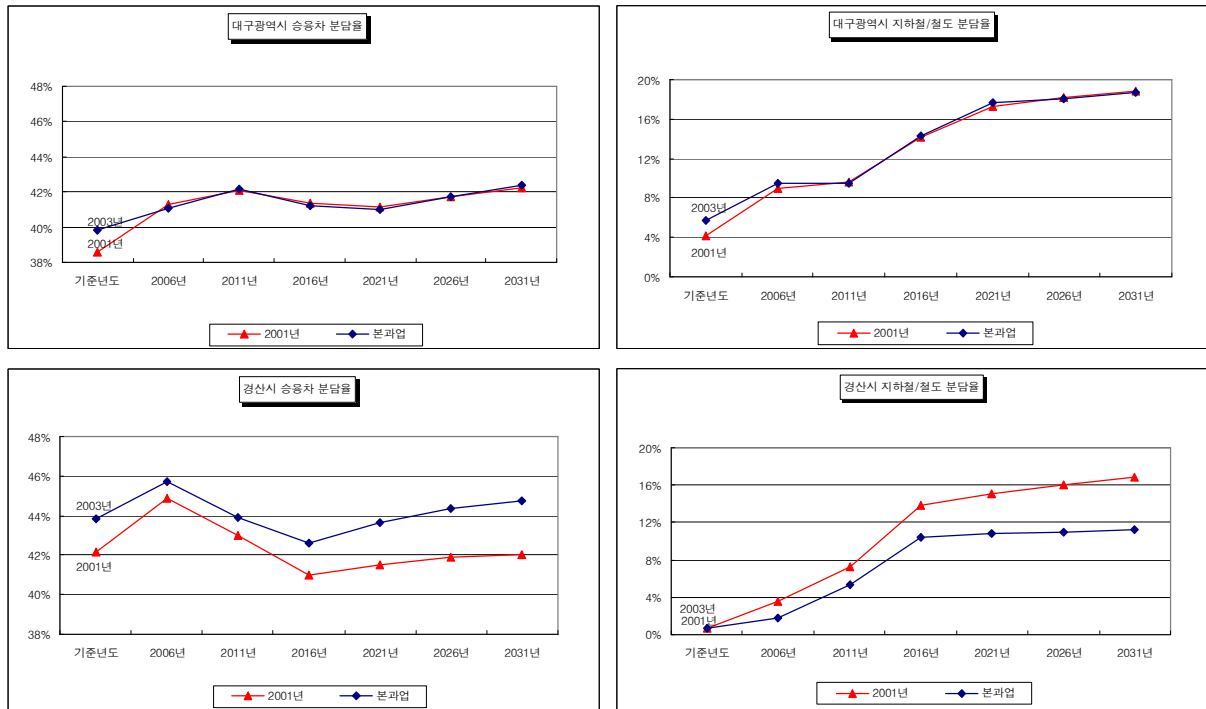 대구광역시 승용차 분담율
48%
46%
44%
42%
40%
38%
2003년
2001년
기준년도 2006년 2011년 2016년 2021년 2026년 2031년
2001년 본과업
대구광역시 지하철/철도 분담율
20%
16%
12%
8%
4%
0%
2003년
2001년
기준년도 2006년 2011년 2016년 2021년 2026년 2031년
2001년 본과업
경산시 승용차 분담율
48%
46%
44%
42%
40%
38%
2003년
2001년
기준년도 2006년 2011년 2016년 2021년 2026년 2031년
2001년 본과업
경산시 지하철/철도 분담율
20%
16%
12%
8%
4%
0%
2003년
2001년
기준년도 2006년 2011년 2016년 2021년 2026년 2031년
2001년 본과업